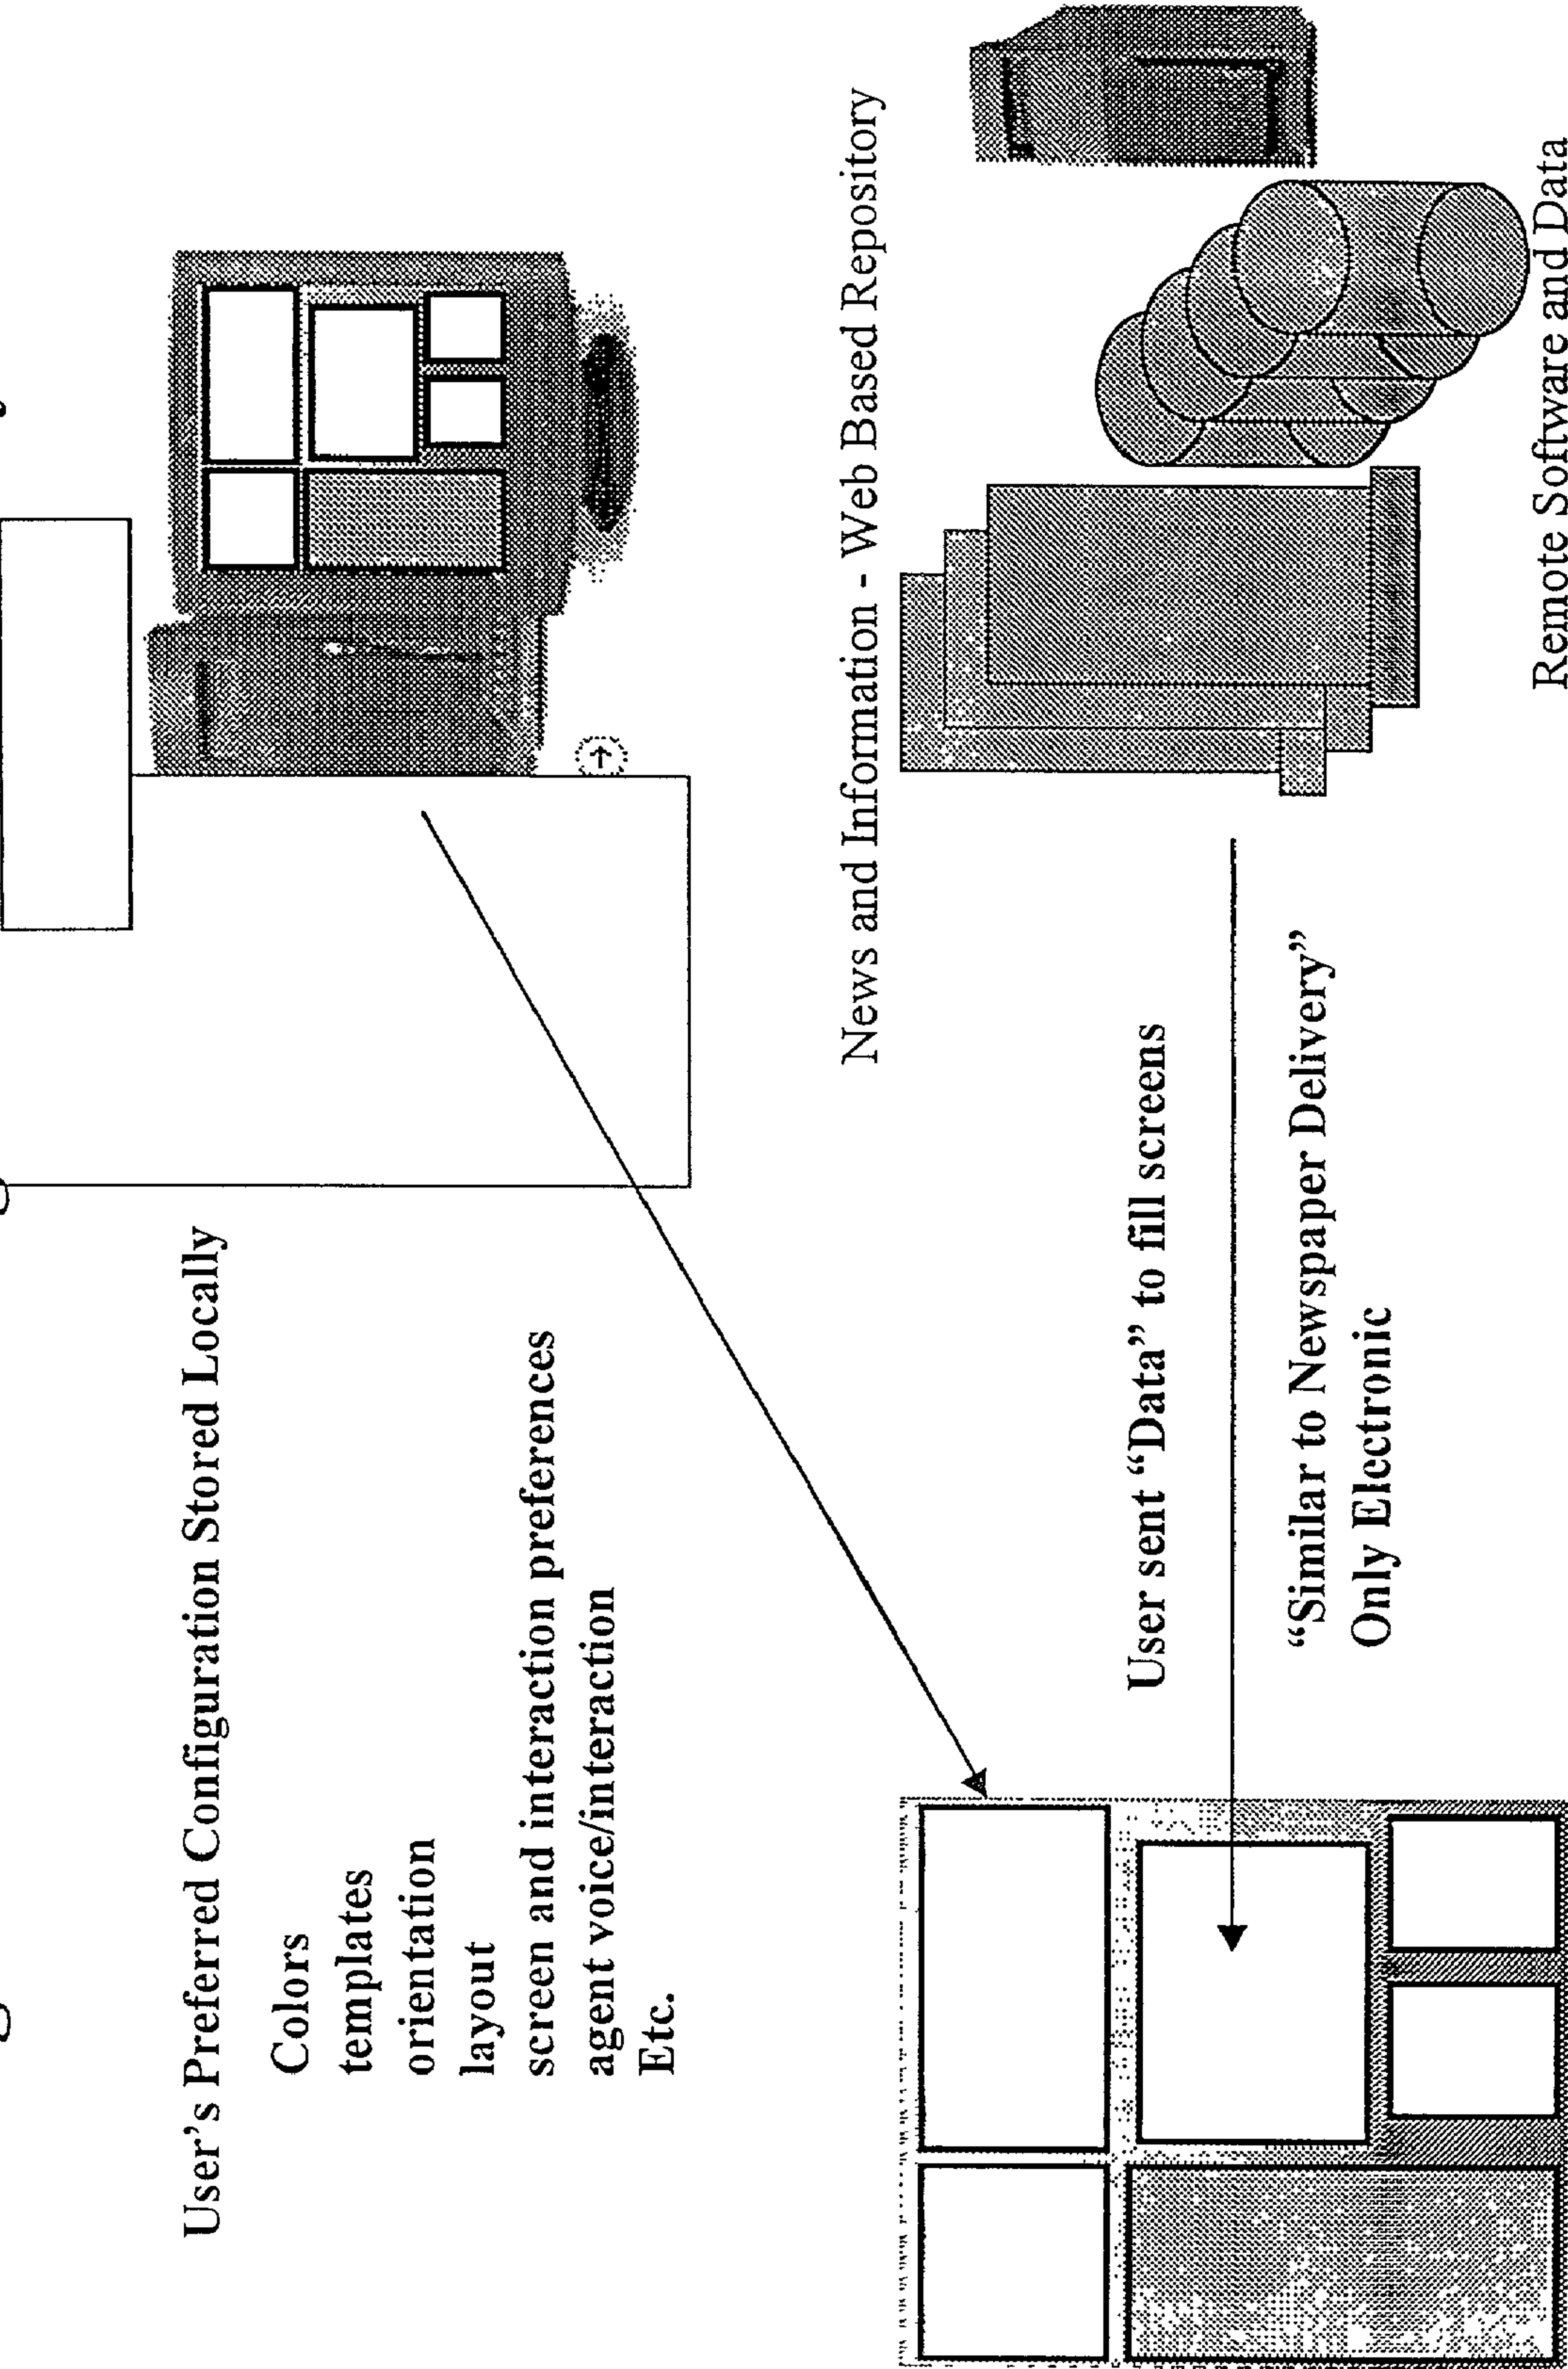 User's Preferred Configuration Stored Locally
Colors
templates
orientation
layout
screen and interaction preferences
agent voice/interaction
Etc.
News and Information - Web Based Repository
User sent “Data” to fill screens
“Similar to Newspaper Delivery”
Only Electronic
Remote Software and Data